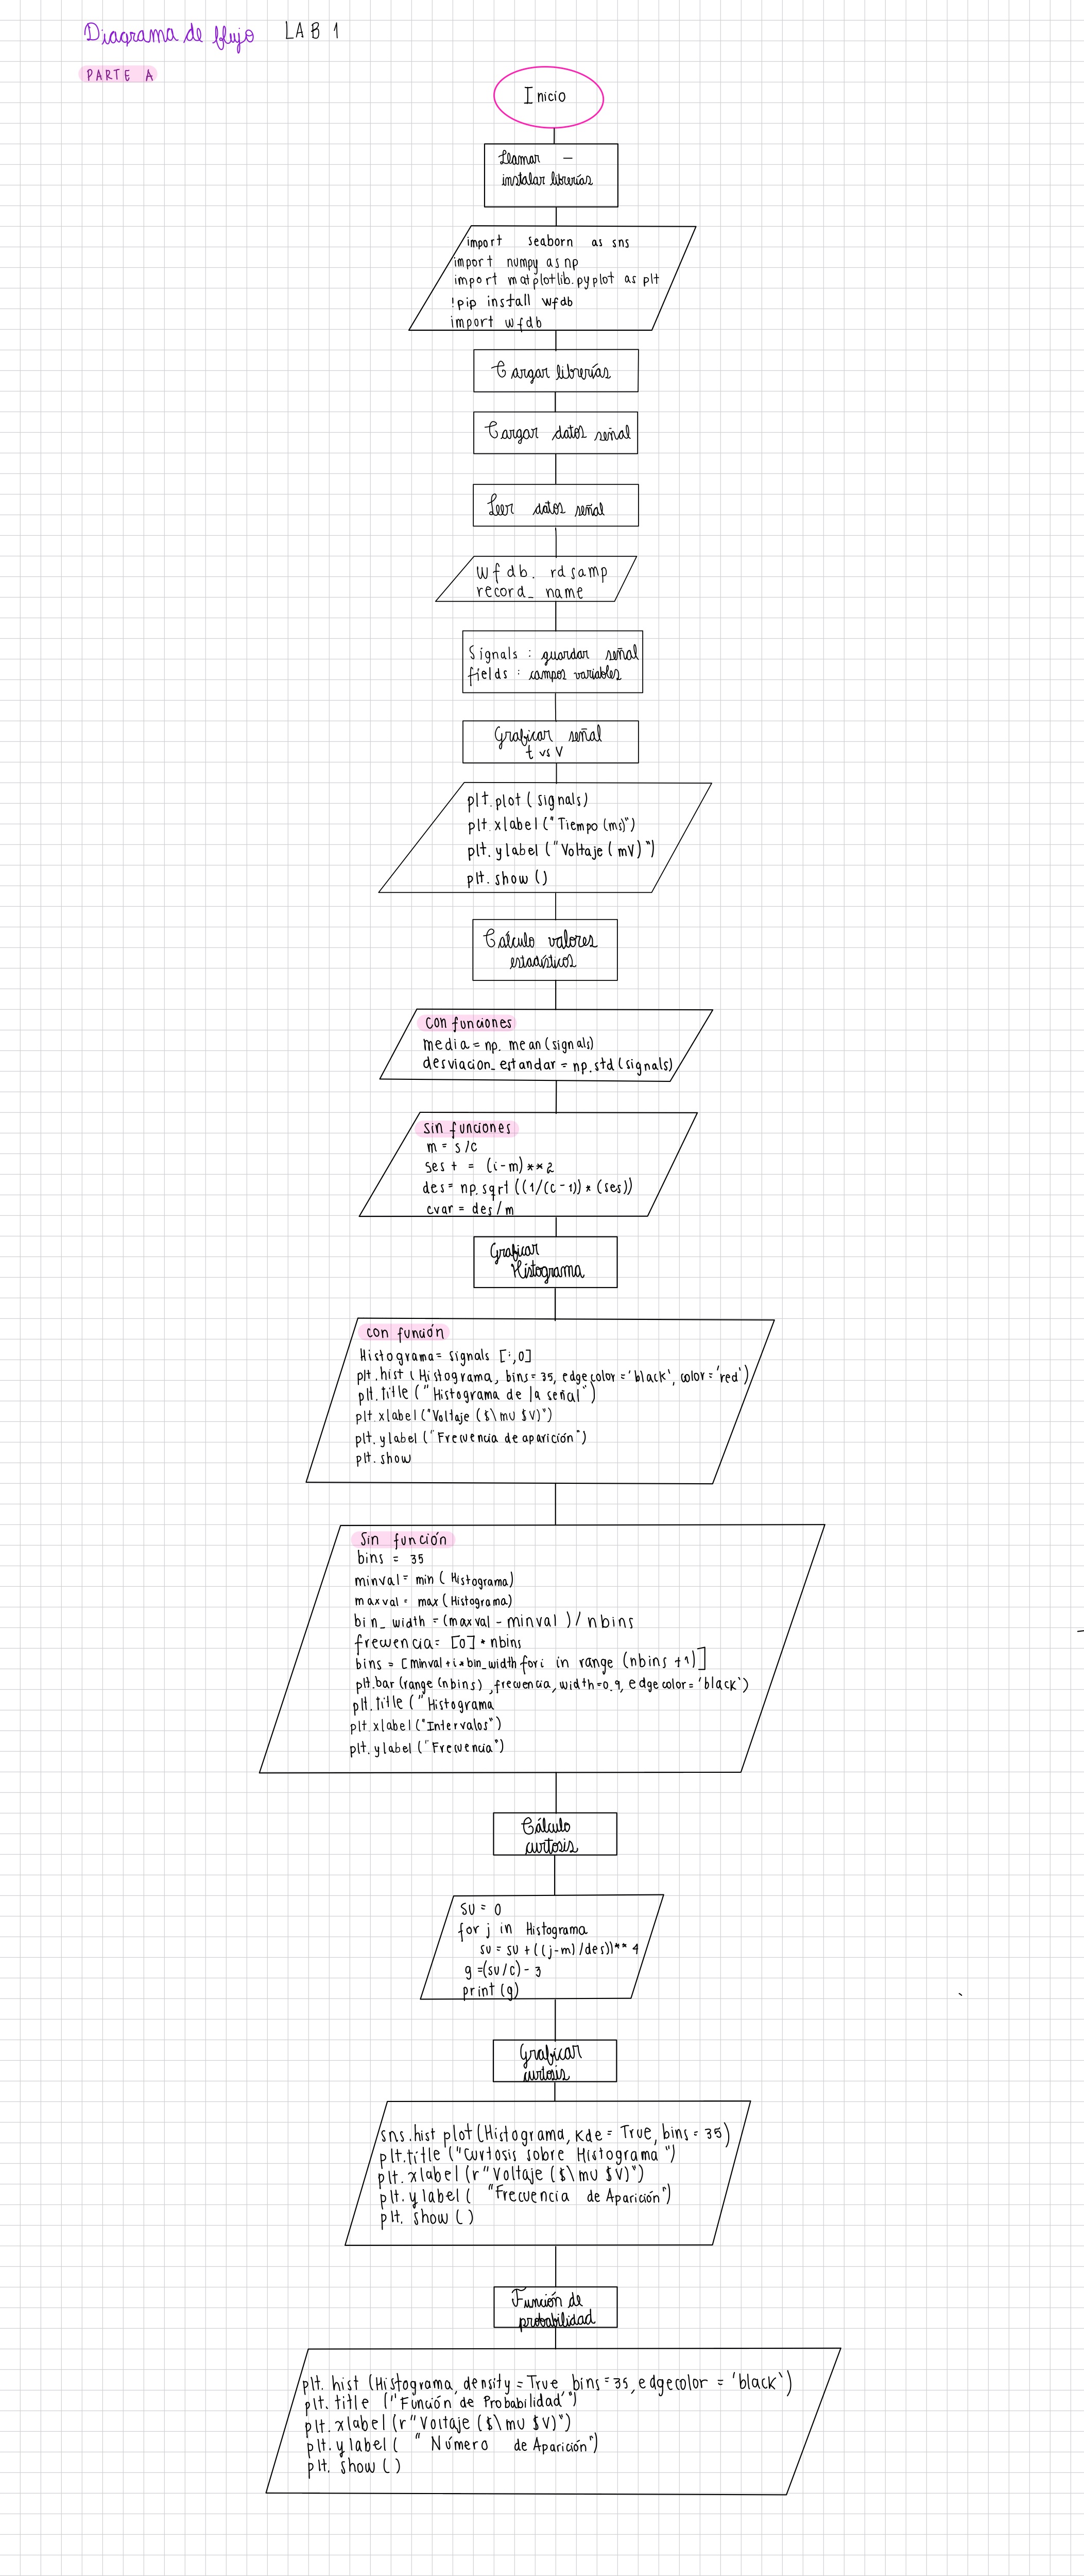 Diagrama de flujo LAB 1
PARTE A
Inicio
Llamar -
instalar librerías
import seaborn as sns
import numpy as np
import matplotlib.pyplot as plt
!pip install wfdb
import wfdb
Cargar librerías
Cargar datos señal
Leer datos señal
wfdb. rdsamp
record_ name
Signals : guardar señal
fields : campos variables
Graficar señal
t vs V
plt.plot (signals)
plt.xlabel ("Tiempo (ms)")
plt.ylabel ("Voltaje (mV)")
plt.show ()
Cálculo valores
estadísticos
con funciones
media = np. mean (signals)
desviacion_estandar = np.std (signals)
sin funciones
m = s/c
ses + = (i-m)**2
des = np.sqrt ((1/(c-1)) * (ses))
cvar = des/m
Graficar
Histograma
con función
Histograma = signals [:,0]
plt.hist (Histograma, bins = 35, edgecolor = 'black', color = 'red')
plt.title ("Histograma de la señal")
plt.xlabel ("Voltaje ($\mu $V)")
plt.ylabel ("Frecuencia de aparición")
plt.show
Sin función
bins = 35
minval = min ( Histograma)
maxval = max (Histograma)
bin_ width = (maxval - minval ) / nbins
frecuencia = [0] * nbins
bins = [minval+i*bin_width for i in range (nbins +1)]
plt.bar (range (nbins) , frecuencia, width=0.9, edgecolor = 'black')
plt.title ("Histograma
plt.xlabel ("Intervalos")
plt.ylabel ("Frecuencia")
Cálculo
curtosis
su = 0
for j in Histograma
su = su + ((j-m)/des))** 4
g =(su/c) - 3
print (g)
Graficar
curtosis
sns.hist plot (Histograma, kde = True, bins = 35)
plt.title ("Curtosis sobre Histograma ")
plt.xlabel (r"Voltaje ($\mu $V)")
plt.ylabel ( "Frecuencia de Aparición")
plt. show ( )
Función de
probabilidad
plt. hist (Histograma, density = True, bins = 35, edgecolor = 'black')
plt. title ("Función de Probabilidad")
plt. xlabel (r"Voltaje ($\mu $V)")
plt. ylabel ( " Número de Aparición")
plt. show ( )